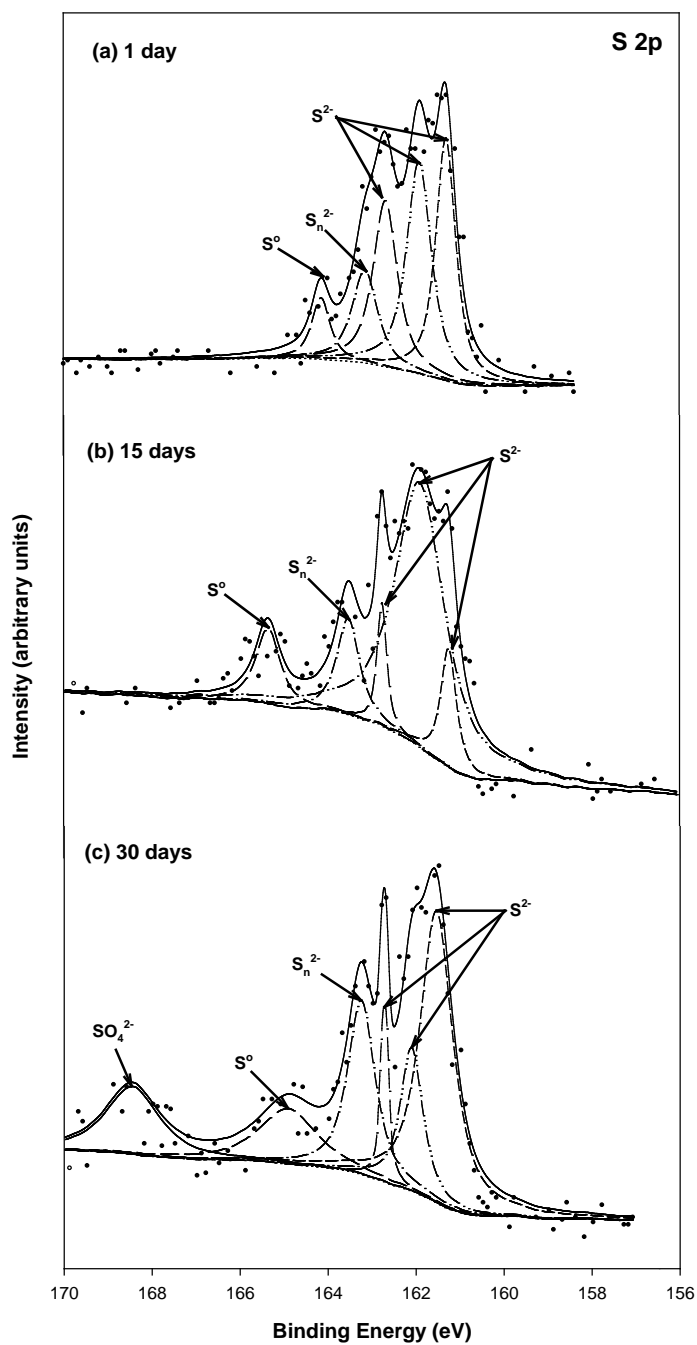 S 2p
(a) 1 day
S²⁻
Sₙ²⁻
Sº
(b) 15 days
S²⁻
Sₙ²⁻
Sº
(c) 30 days
S²⁻
Sₙ²⁻
SO₄²⁻
Sº
Intensity (arbitrary units)
170 168 166 164 162 160 158 156
Binding Energy (eV)